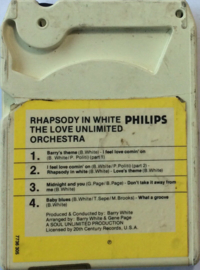 RHAPSODY IN WHITE PHILIPS
THE LOVE UNLIMITED
ORCHESTRA
1. Barry's theme (B. White) - I feel love comin' on
(B. White/P. Politi) (part 1)
2. I feel love comin' on (B. White/P. Politi) (part 2) -
Rhapsody in white (B. White) - Love's theme (B. White)
3. Midnight and you (G. Page/B. Page) - Don't take it away from
me (B. White)
4. Baby blues (B. White/T. M. Brooks) - What's groove
(B. White)
Produced & Conducted by: Barry White
Arranged by: Barry White & Gene Page
A SOUL UNLIMITED PRODUCTION
Licensed by 20th Century Records, U.S.A.